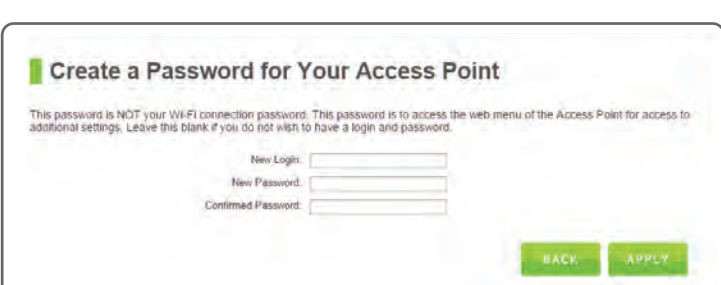 Create a Password for Your Access Point
This password is NOT your Wi-Fi connection password. This password is to access the web menu of the Access Point for access to
additional settings. Leave this blank if you do not wish to have a login and password.
New Login:
New Password:
Confirmed Password:
BACK APPLY